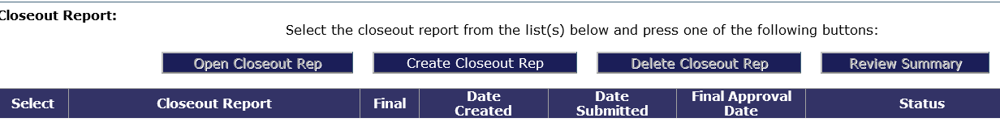 Closeout Report:
Select the closeout report from the list(s) below and press one of the following buttons:
Open Closeout Rep Create Closeout Rep Delete Closeout Rep Review Summary
Select Closeout Report Final Date Created Date Submitted Final Approval Date Status